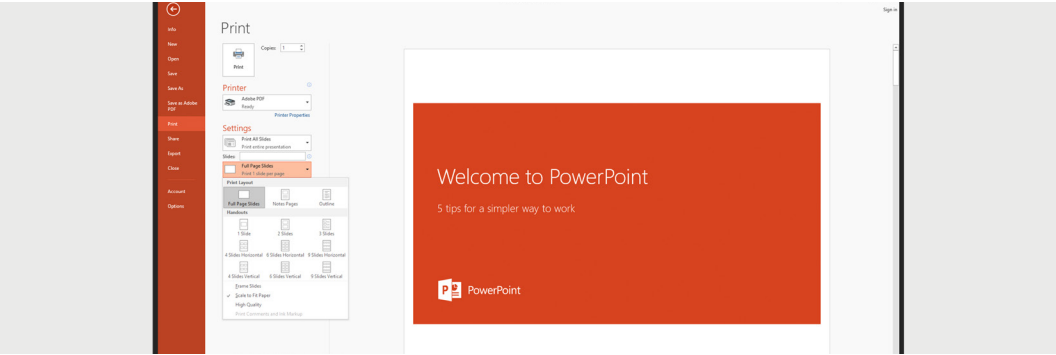 Sign in
Info
New
Open
Save
Save As
Save as Adobe
PDF
Print
Share
Export
Close
Account
Options
Print
Print
Copies: 1
Printer
Adobe PDF
Ready
Printer Properties
Settings
Print All Slides
Print entire presentation
Slides:
Full Page Slides
Print 1 slide per page
Print Layout
Full Page Slides Notes Pages Outline
Handouts
1 Slide 2 Slides 3 Slides
4 Slides Horizontal 6 Slides Horizontal 9 Slides Horizontal
4 Slides Vertical 6 Slides Vertical 9 Slides Vertical
Frame Slides
Scale to Fit Paper
High Quality
Print Comments and Ink Markup
Welcome to PowerPoint
5 tips for a simpler way to work
P PowerPoint